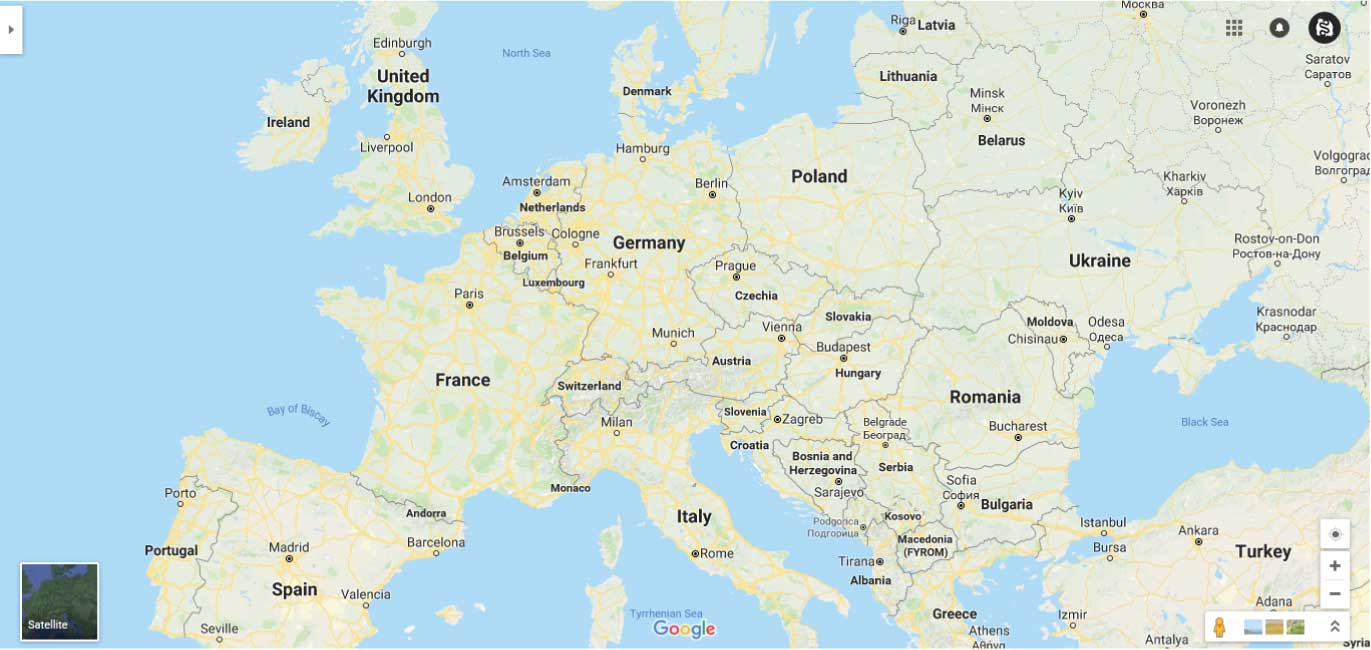 Москва
Riga
Latvia
Edinburgh
North Sea
United
Kingdom
Denmark
Lithuania
Saratov
Саратов
Minsk
Мінск
Voronezh
Воронеж
Ireland
Liverpool
Hamburg
Belarus
Volgograd
Волгоград
Amsterdam
Berlin
Poland
Kharkiv
Харків
London
Netherlands
Kyiv
Київ
Brussels
Cologne
Germany
Rostov-on-Don
Ростов-на-Дону
Belgium
Frankfurt
Prague
Ukraine
Luxembourg
Paris
Czechia
Slovakia
Moldova
Odesa
Одеса
Krasnodar
Краснодар
Munich
Vienna
Chisinau
Budapest
Austria
Hungary
France
Switzerland
Romania
Bay of Biscay
Milan
Slovenia
Zagreb
Belgrade
Београд
Bucharest
Black Sea
Croatia
Bosnia and
Herzegovina
Serbia
Sarajevo
Sofia
София
Porto
Monaco
Andorra
Italy
Kosovo
Bulgaria
Podgorica
Подгорица
Istanbul
Ankara
Portugal
Madrid
Barcelona
Rome
Macedonia
(FYROM)
Bursa
Turkey
Tirana
Albania
Spain
Valencia
Satellite
Seville
Tyrrhenian Sea
Google
Greece
Athens
Αθήνα
Izmir
Adana
Antalya
Syria